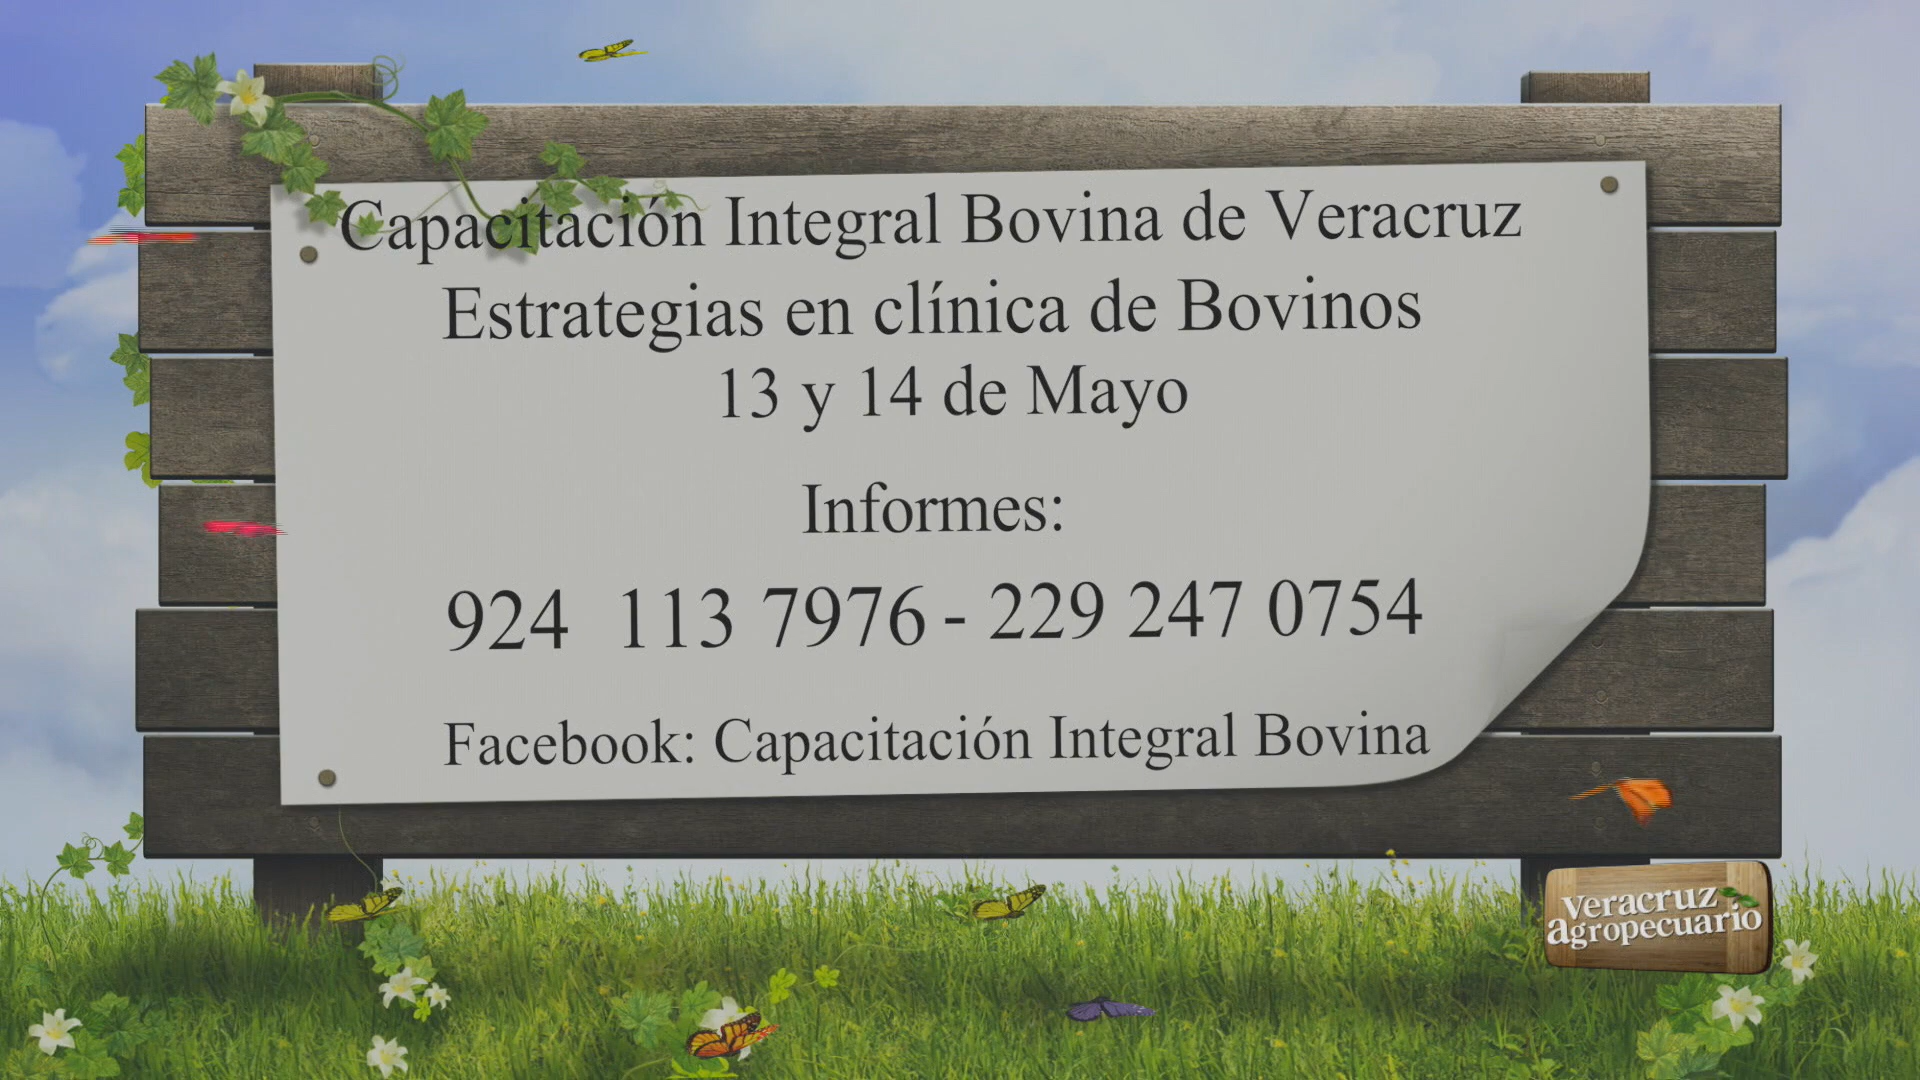 Capacitación Integral Bovina de Veracruz
Estrategias en clínica de Bovinos
13 y 14 de Mayo
Informes:
924 113 7976 - 229 247 0754
Facebook: Capacitación Integral Bovina
veracruz
agropecuario